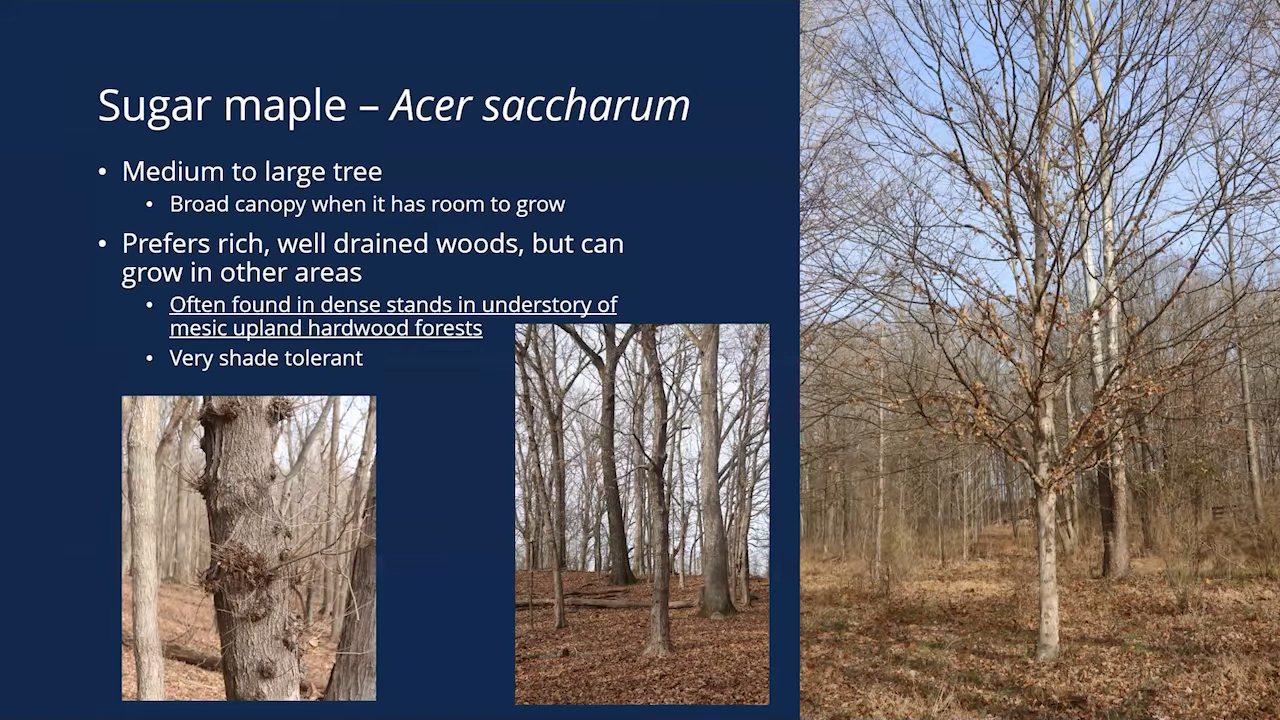 Sugar maple – Acer saccharum
• Medium to large tree
• Broad canopy when it has room to grow
• Prefers rich, well drained woods, but can
grow in other areas
• Often found in dense stands in understory of
mesic upland hardwood forests
• Very shade tolerant